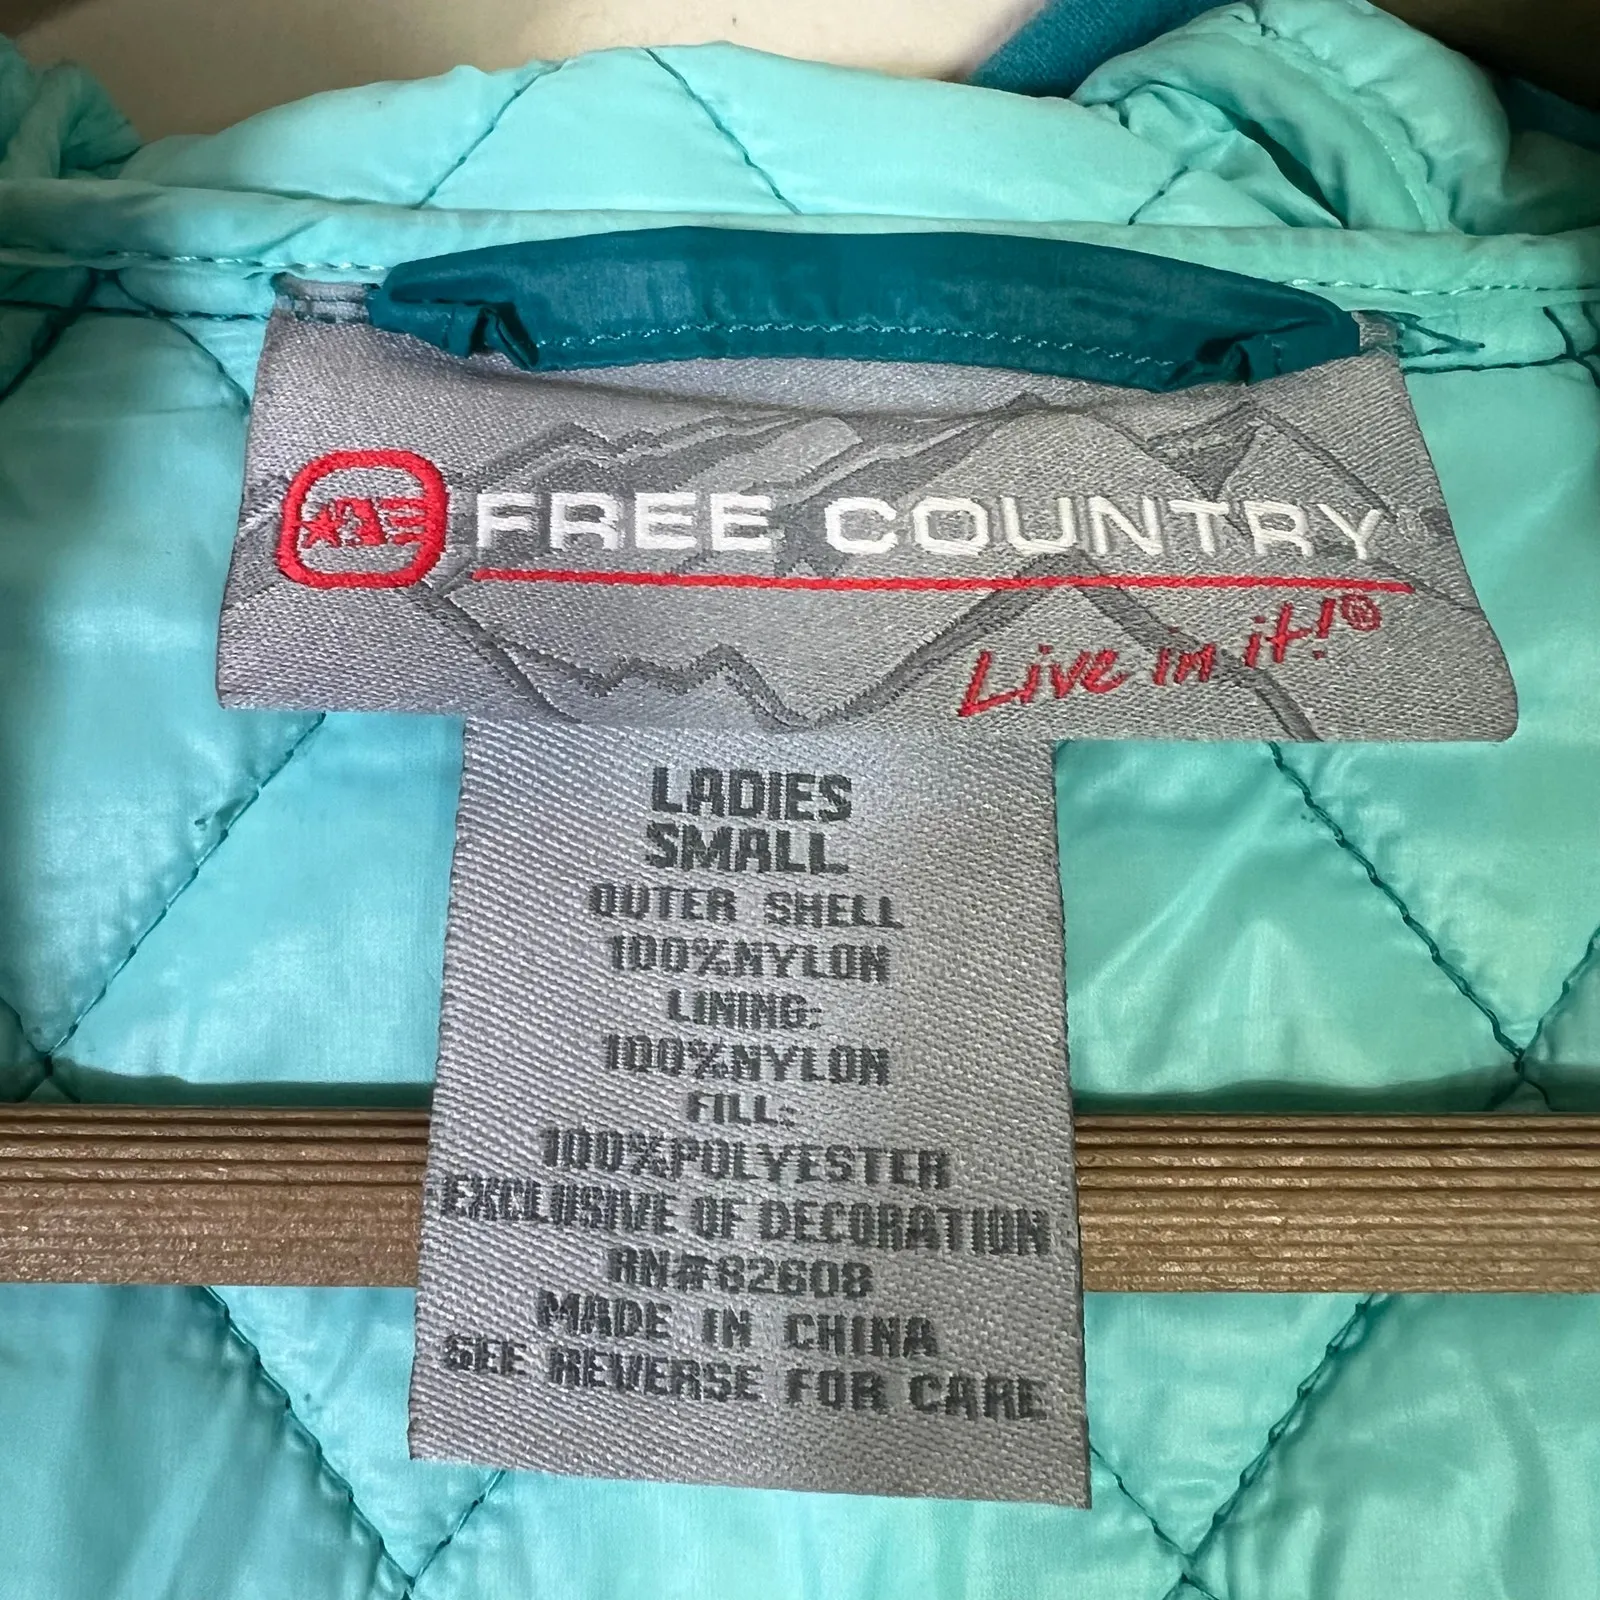 FREE COUNTRY
Live in it!®
LADIES
SMALL
OUTER SHELL
100%NYLON
LINING:
100%NYLON
FILL:
100%POLYESTER
EXCLUSIVE OF DECORATION
RN#82608
MADE IN CHINA
SEE REVERSE FOR CARE